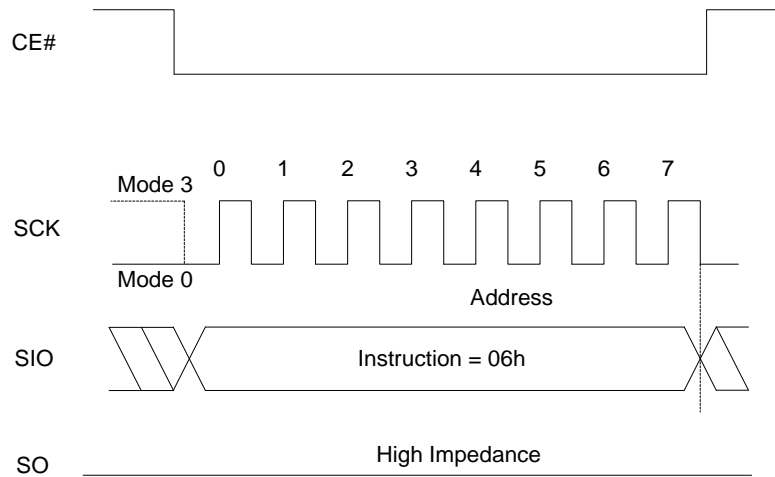 CE#
0 1 2 3 4 5 6 7
Mode 3
SCK
Mode 0
Address
SIO
Instruction = 06h
High Impedance
SO